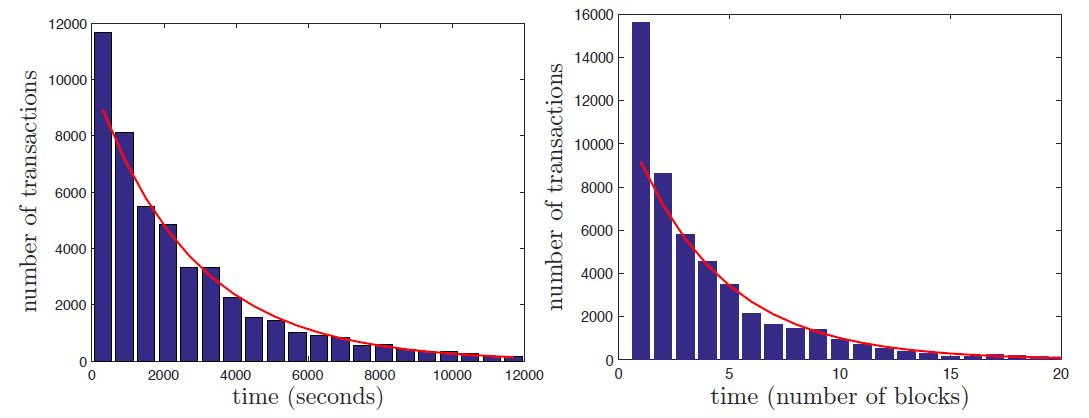 number of transactions
12000
10000
8000
6000
4000
2000
0
0 2000 4000 6000 8000 10000 12000
time (seconds)
number of transactions
16000
14000
12000
10000
8000
6000
4000
2000
0
0 5 10 15 20
time (number of blocks)